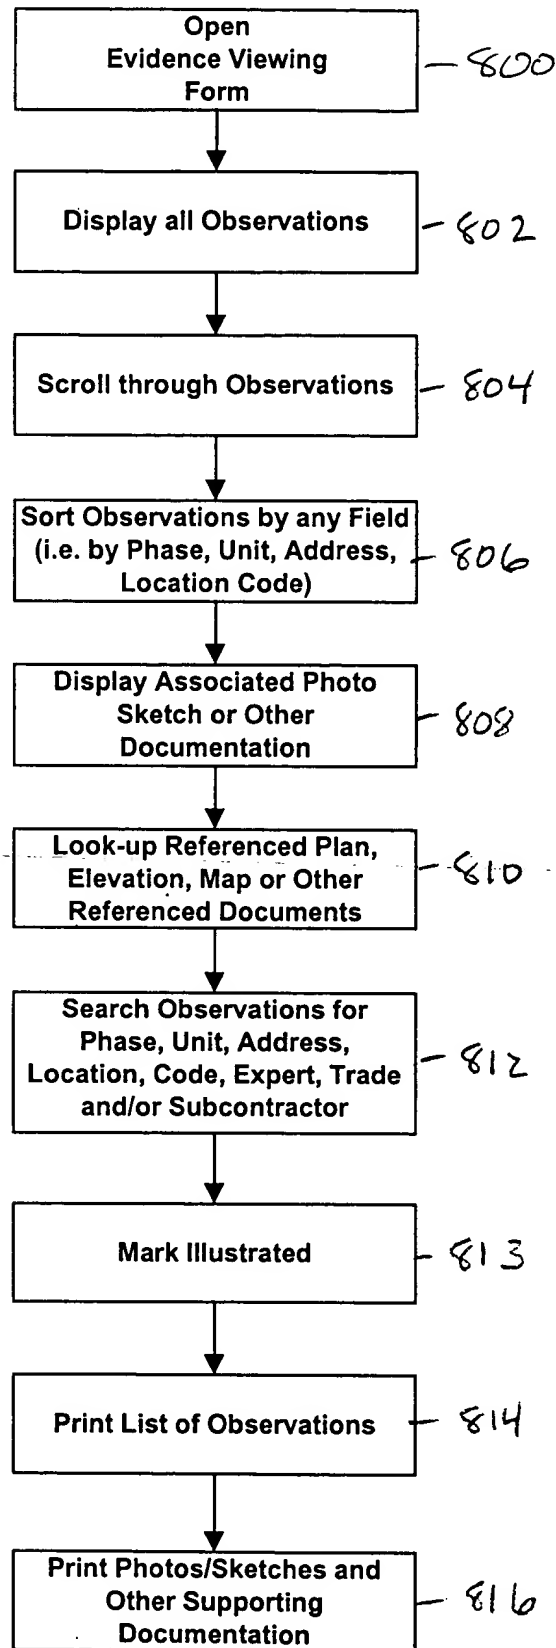 Open
Evidence Viewing
Form
800
Display all Observations
802
Scroll through Observations
804
Sort Observations by any Field
(i.e. by Phase, Unit, Address,
Location Code)
806
Display Associated Photo
Sketch or Other
Documentation
808
Look-up Referenced Plan,
Elevation, Map or Other
Referenced Documents
810
Search Observations for
Phase, Unit, Address,
Location, Code, Expert, Trade
and/or Subcontractor
812
Mark Illustrated
813
Print List of Observations
814
Print Photos/Sketches and
Other Supporting
Documentation
816